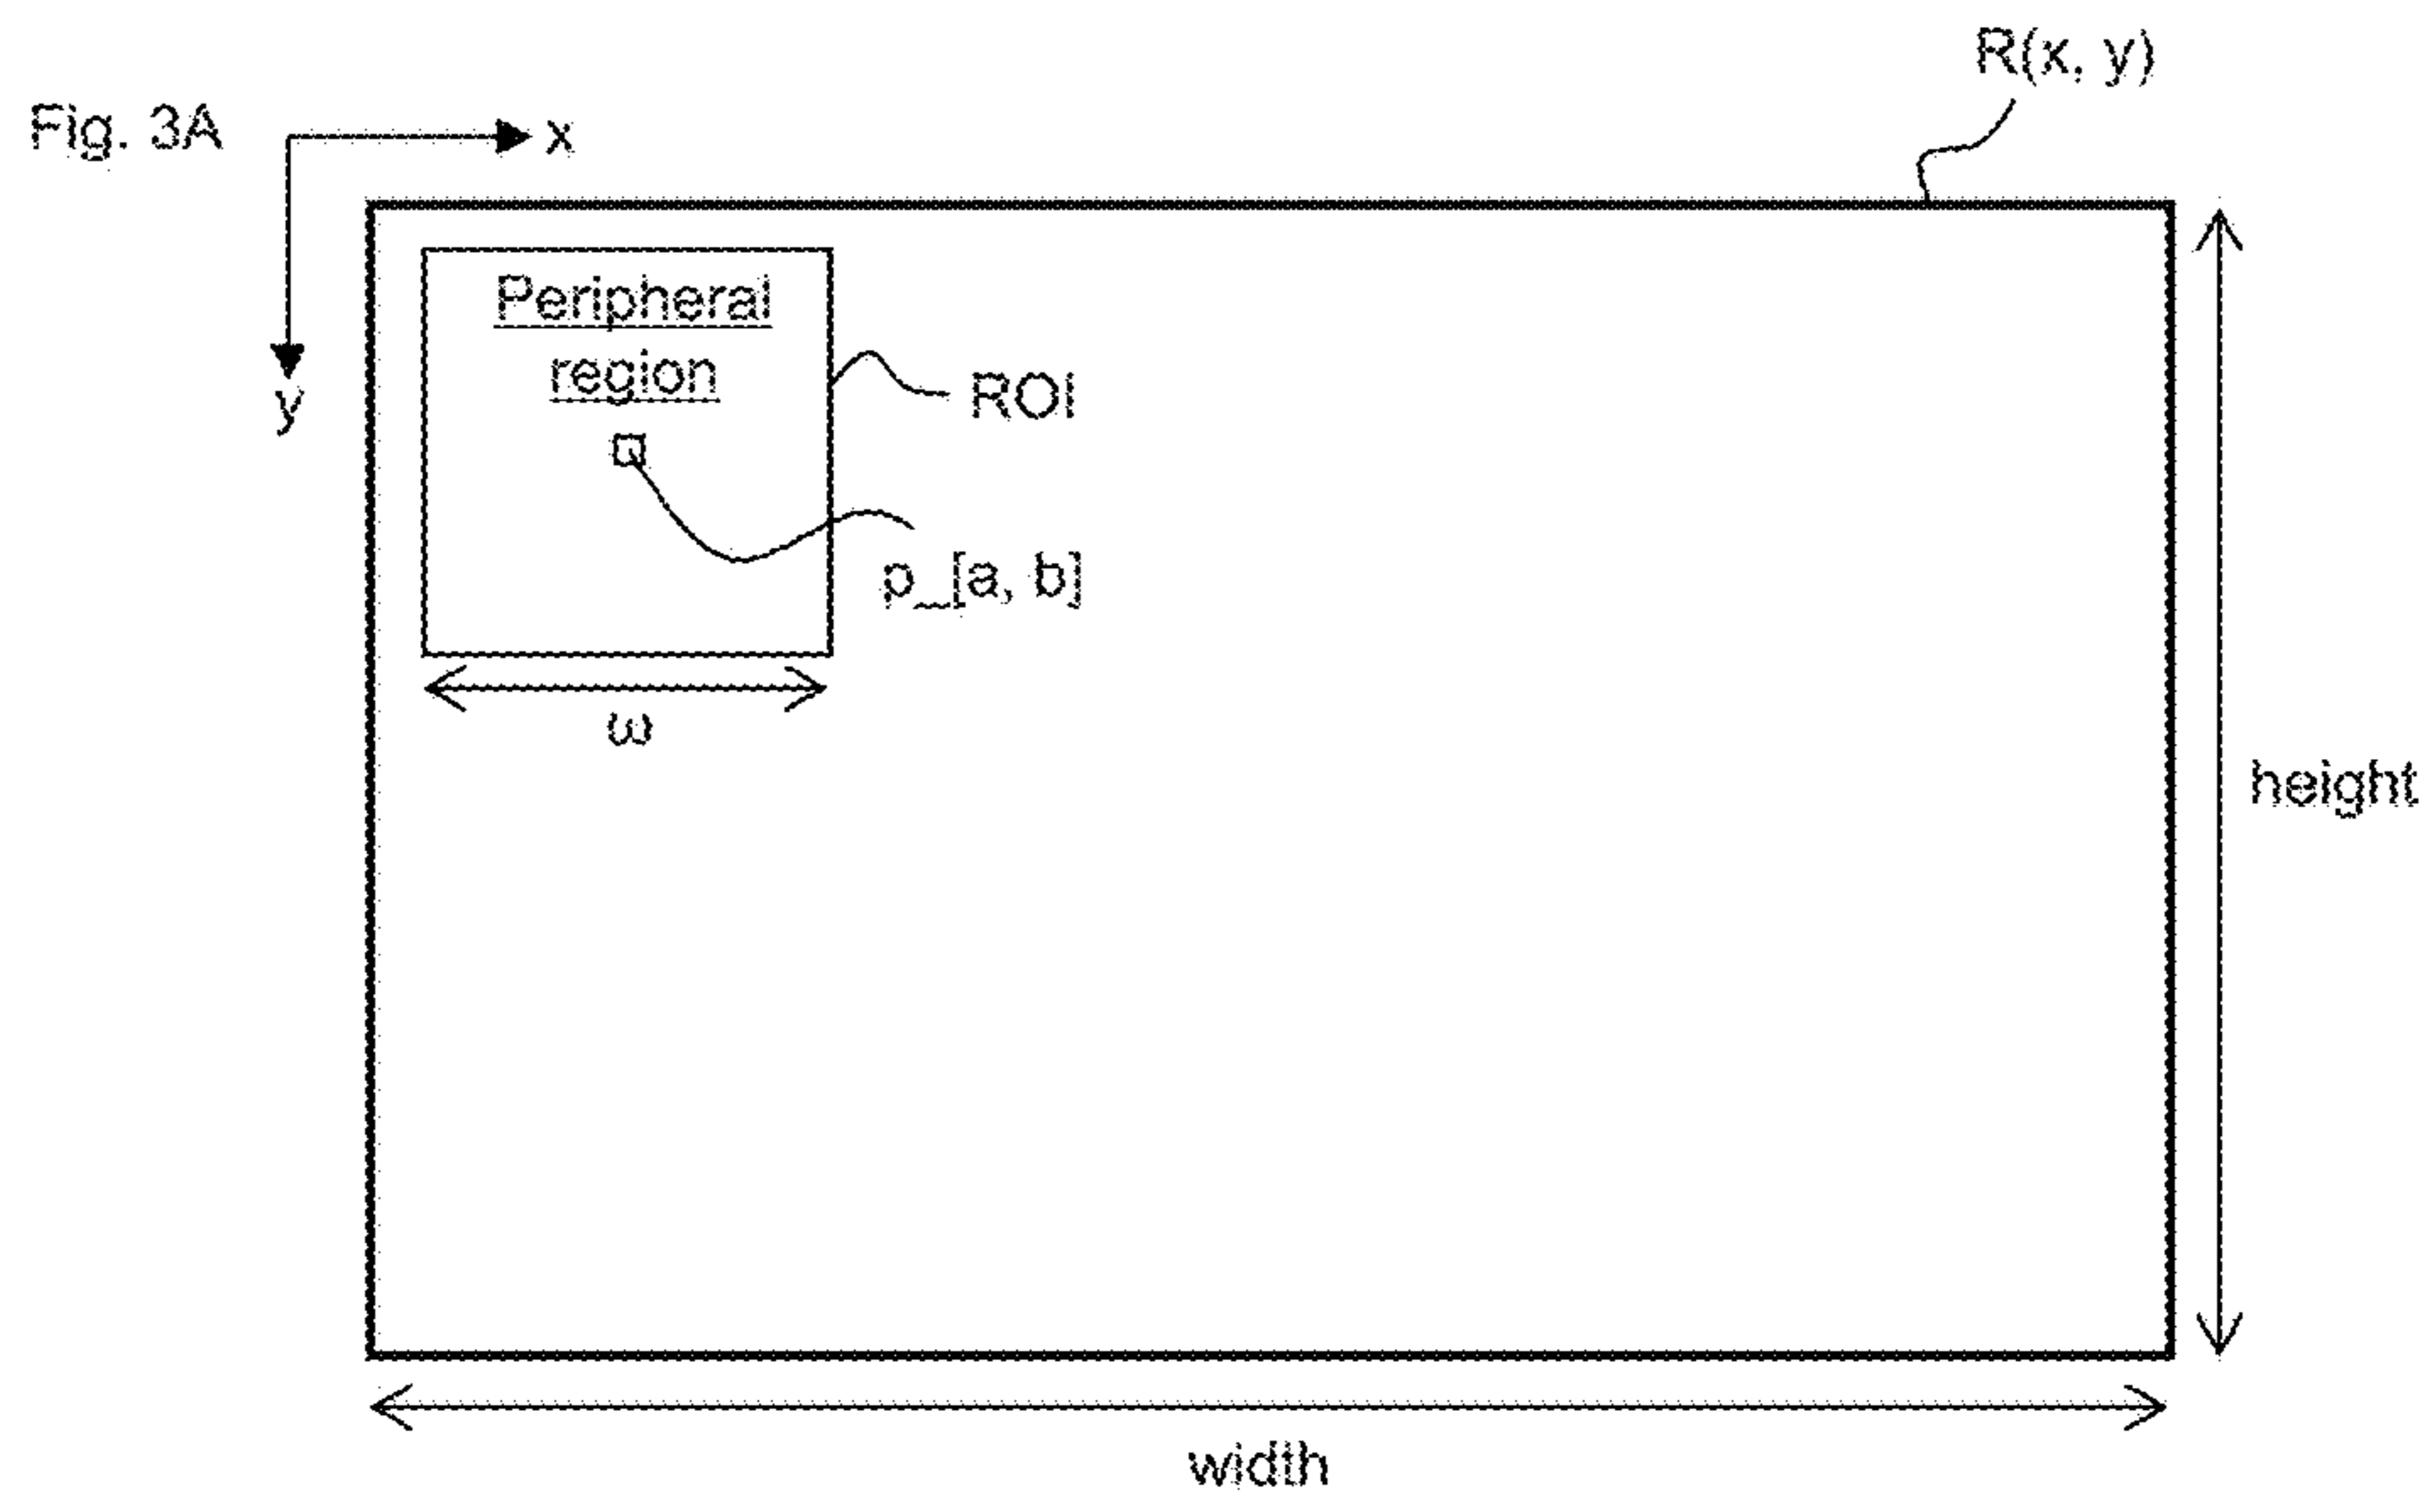 R(x, y)
Fig. 3A
x
Peripheral
region
ROI
y
p_[a, b]
ω
height
width